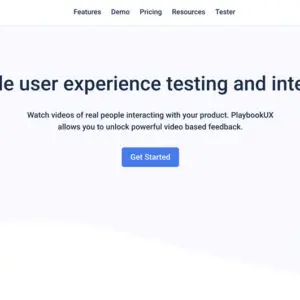 Features Demo Pricing Resources Tester
le user experience testing and inte
Watch videos of real people interacting with your product. PlaybookUX
allows you to unlock powerful video based feedback.
Get Started